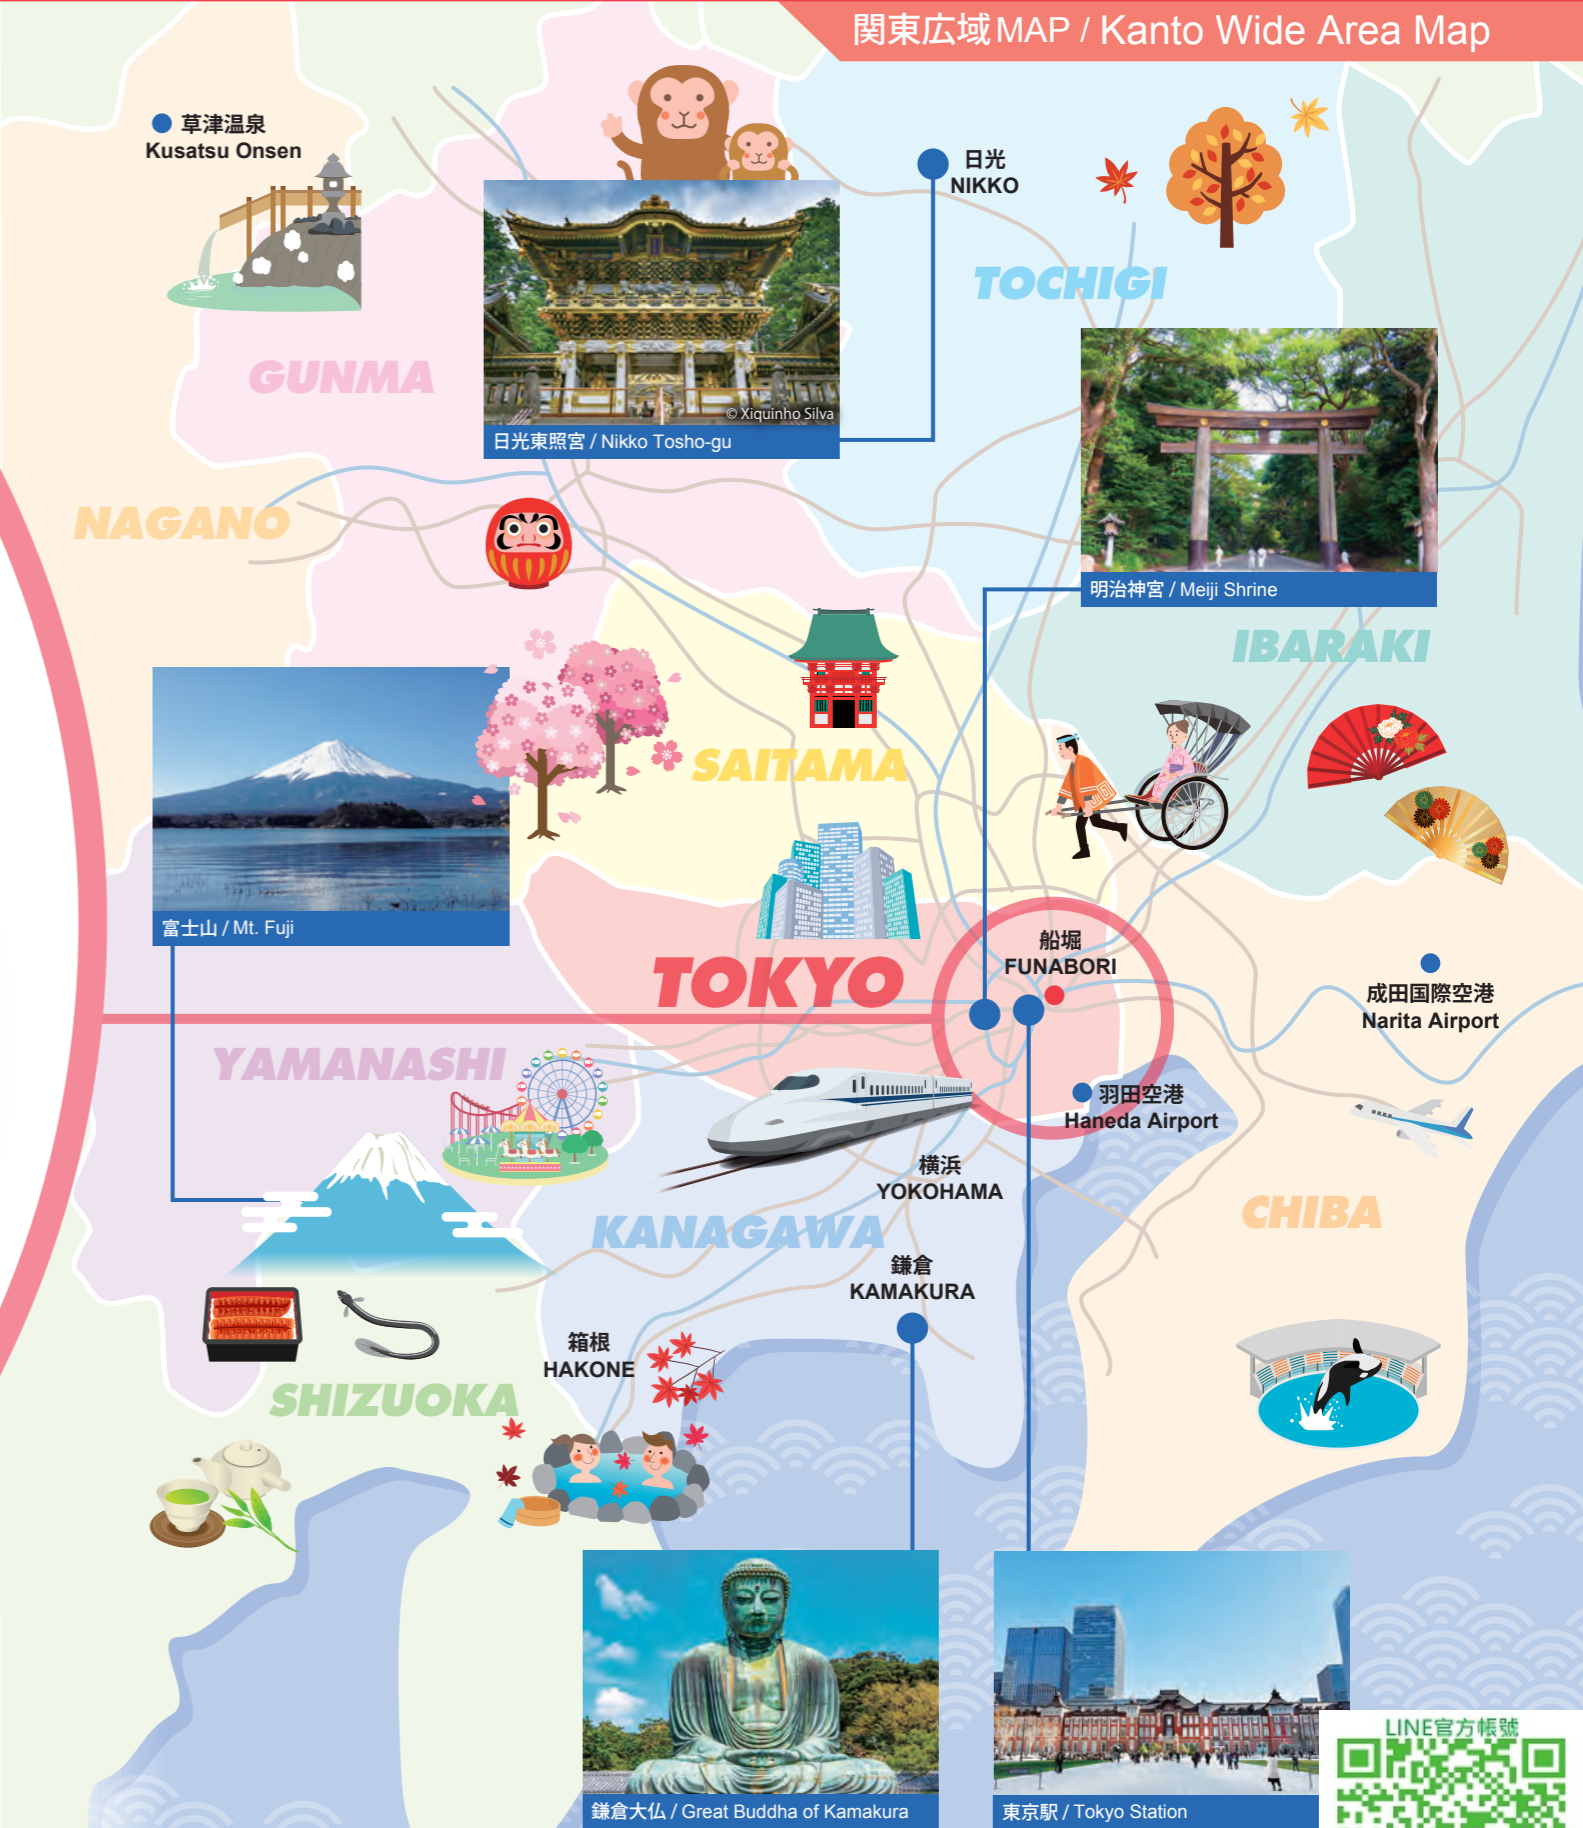 関東広域MAP / Kanto Wide Area Map
草津温泉
Kusatsu Onsen
日光
NIKKO
TOCHIGI
GUNMA
© Xiquinho Silva
日光東照宮 / Nikko Tosho-gu
NAGANO
明治神宮 / Meiji Shrine
IBARAKI
SAITAMA
富士山 / Mt. Fuji
船堀
FUNABORI
TOKYO
成田国際空港
Narita Airport
YAMANASHI
羽田空港
Haneda Airport
横浜
YOKOHAMA
CHIBA
KANAGAWA
鎌倉
KAMAKURA
箱根
HAKONE
SHIZUOKA
鎌倉大仏 / Great Buddha of Kamakura
東京駅 / Tokyo Station
LINE官方帳號